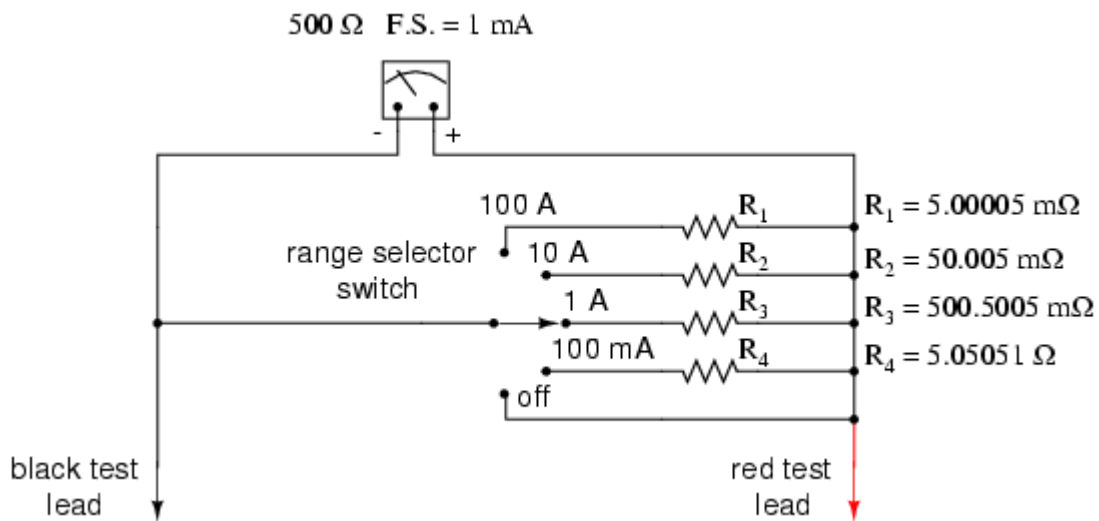 500 Ω F.S. = 1 mA
- +
100 A R₁ R₁ = 5.00005 mΩ
range selector
switch
10 A R₂ R₂ = 50.005 mΩ
1 A R₃ R₃ = 500.5005 mΩ
100 mA R₄ R₄ = 5.05051 Ω
off
black test
lead
red test
lead